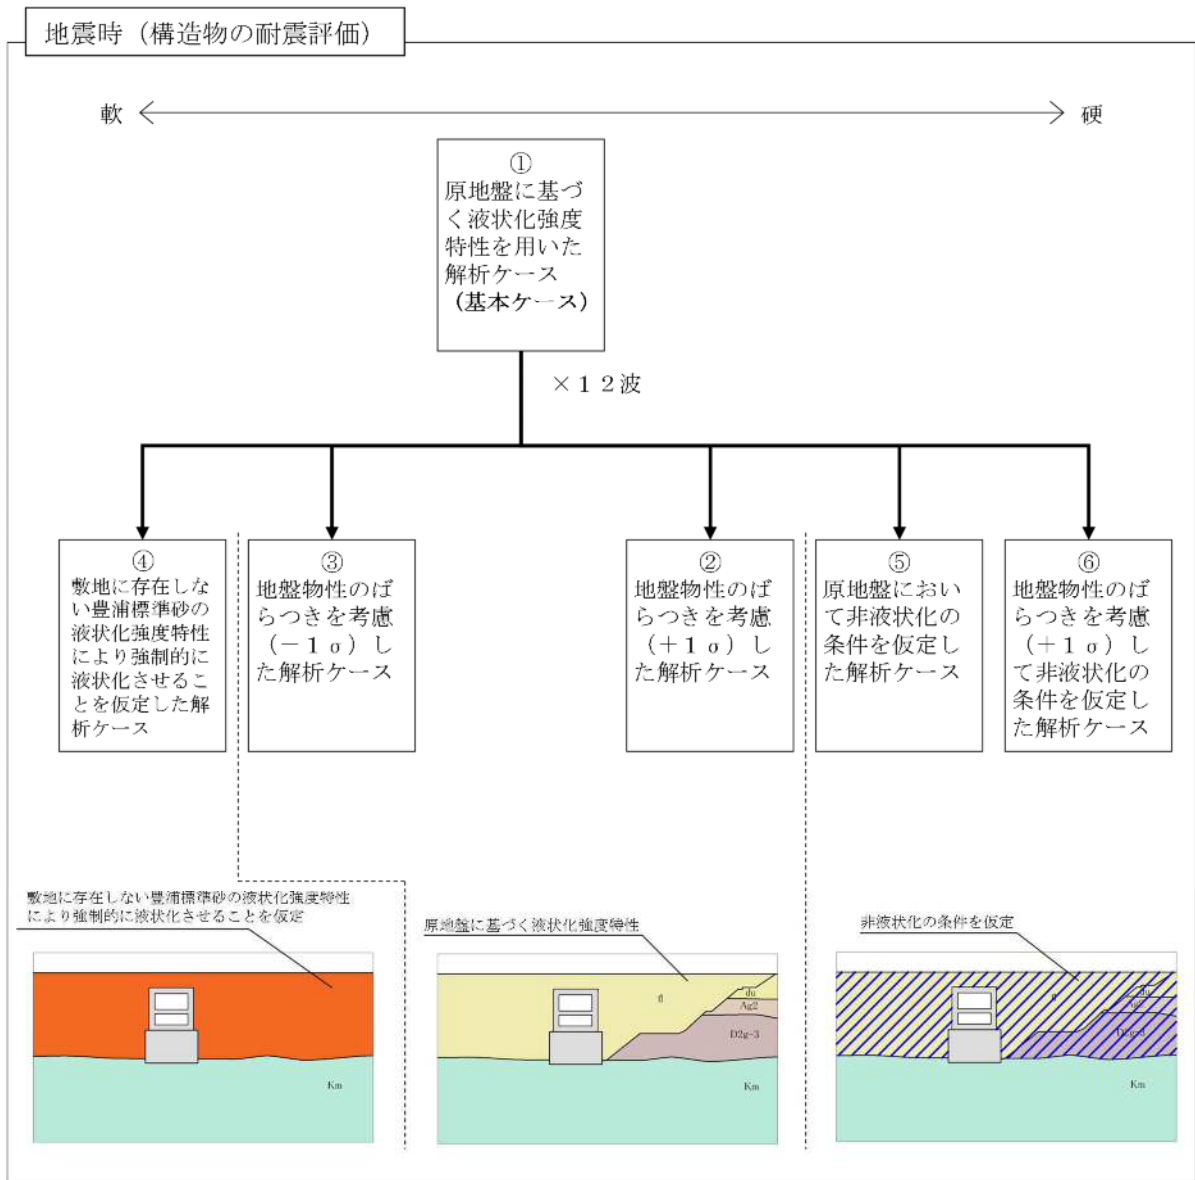 地震時（構造物の耐震評価）
軟
硬
①
原地盤に基づ
く液状化強度
特性を用いた
解析ケース
（基本ケース）
×１２波
④
敷地に存在しな
い豊浦標準砂の
液状化強度特性
により強制的に
液状化させるこ
とを仮定した解
析ケース
③
地盤物性のば
らつきを考慮
（－１σ）し
た解析ケース
②
地盤物性のば
らつきを考慮
（＋１σ）し
た解析ケース
⑤
原地盤におい
て非液状化の
条件を仮定し
た解析ケース
⑥
地盤物性のば
らつきを考慮
（＋１σ）し
て非液状化の
条件を仮定し
た解析ケース
敷地に存在しない豊浦標準砂の液状化強度特性
により強制的に液状化させることを仮定
Km
原地盤に基づく液状化強度特性
fl
du
Ag2
D2g-3
Km
非液状化の条件を仮定
fl
du
Ag2
D2g-3
Km